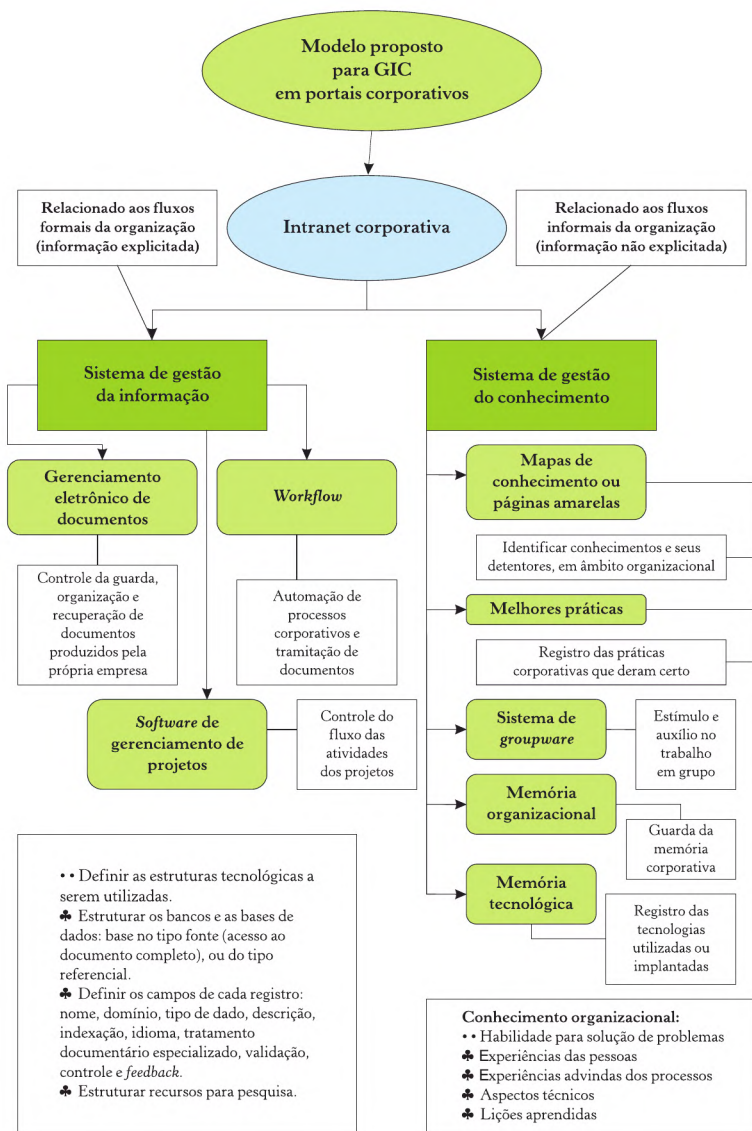 Modelo proposto
para GIC
em portais corporativos
Relacionado aos fluxos
formais da organização
(informação explicitada)
Intranet corporativa
Relacionado aos fluxos
informais da organização
(informação não explicitada)
Sistema de gestão
da informação
Sistema de gestão
do conhecimento
Gerenciamento
eletrônico de
documentos
Workflow
Controle da guarda,
organização e
recuperação de
documentos
produzidos pela
própria empresa
Automação de
processos
corporativos e
tramitação de
documentos
Software de
gerenciamento de
projetos
Controle do
fluxo das
atividades
dos projetos
Mapas de
conhecimento ou
páginas amarelas
Identificar conhecimentos e seus
detentores, em âmbito organizacional
Melhores práticas
Registro das práticas
corporativas que deram certo
Sistema de
groupware
Estímulo e
auxílio no
trabalho
em grupo
Memória
organizacional
Guarda da
memória
corporativa
Memória
tecnológica
Registro das
tecnologias
utilizadas ou
implantadas
•• Definir as estruturas tecnológicas a
serem utilizadas.
♣ Estruturar os bancos e as bases de
dados: base no tipo fonte (acesso ao
documento completo), ou do tipo
referencial.
♣ Definir os campos de cada registro:
nome, domínio, tipo de dado, descrição,
indexação, idioma, tratamento
documentário especializado, validação,
controle e feedback.
♣ Estruturar recursos para pesquisa.
Conhecimento organizacional:
•• Habilidade para solução de problemas
♣ Experiências das pessoas
♣ Experiências advindas dos processos
♣ Aspectos técnicos
♣ Lições aprendidas